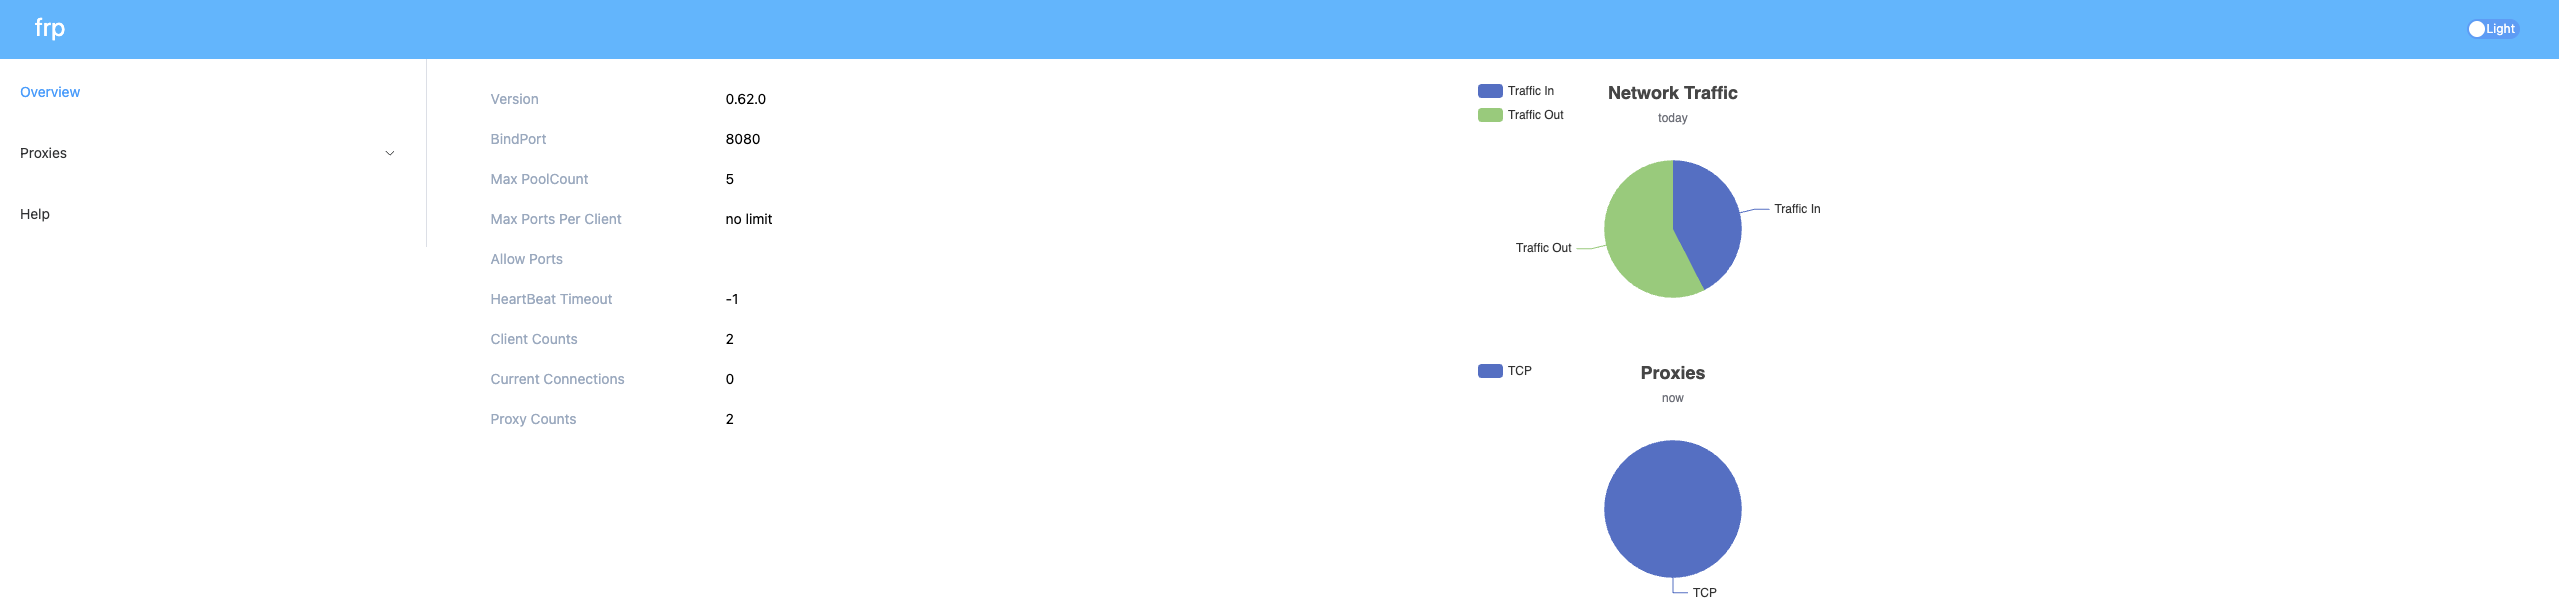 frp
Light
Overview
Proxies
Help
Version 0.62.0
BindPort 8080
Max PoolCount 5
Max Ports Per Client no limit
Allow Ports
HeartBeat Timeout -1
Client Counts 2
Current Connections 0
Proxy Counts 2
Traffic In
Traffic Out
Network Traffic
today
Traffic In
Traffic Out
TCP
Proxies
now
TCP